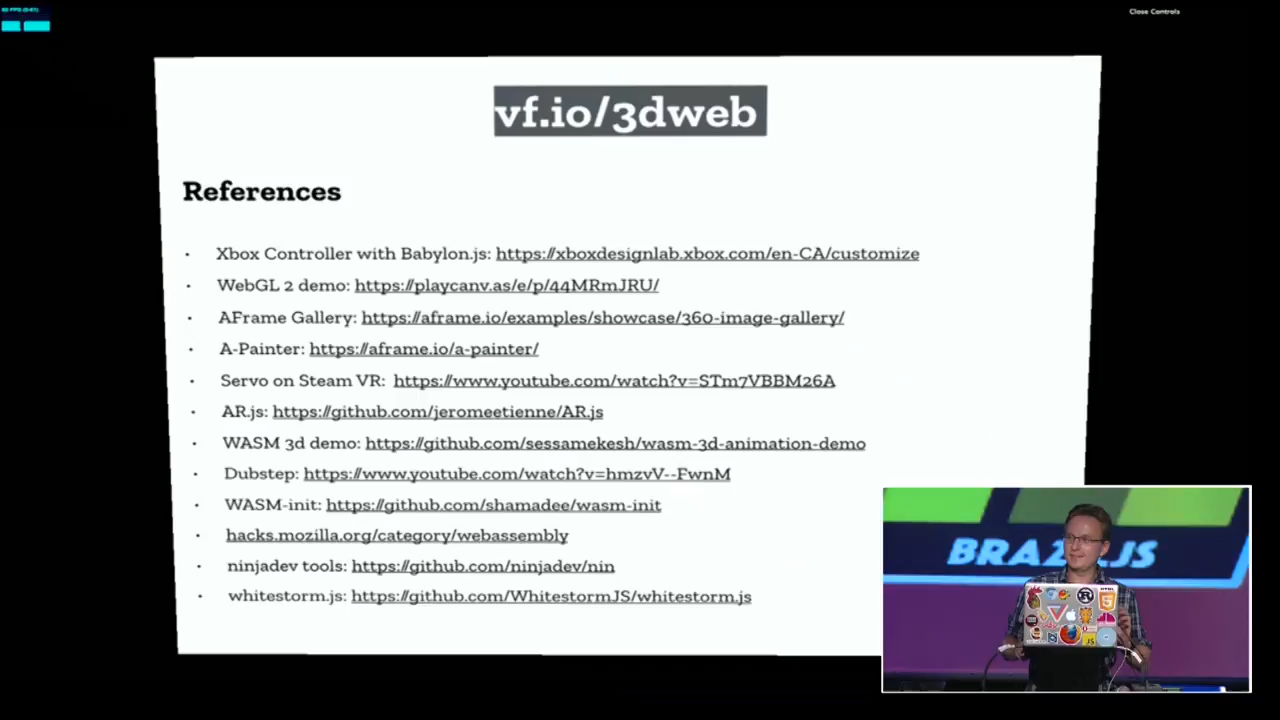 Close Controls
vf.io/3dweb
References
• Xbox Controller with Babylon.js: https://xboxdesignlab.xbox.com/en-CA/customize
• WebGL 2 demo: https://playcanv.as/e/p/44MRmJRU/
• AFrame Gallery: https://aframe.io/examples/showcase/360-image-gallery/
• A-Painter: https://aframe.io/a-painter/
• Servo on Steam VR: https://www.youtube.com/watch?v=STm7VBBM26A
• AR.js: https://github.com/jeromeetienne/AR.js
• WASM 3d demo: https://github.com/sessamekesh/wasm-3d-animation-demo
• Dubstep: https://www.youtube.com/watch?v=hmzvV--FwnM
• WASM-init: https://github.com/shamadee/wasm-init
• hacks.mozilla.org/category/webassembly
• ninjadev tools: https://github.com/ninjadev/nin
• whitestorm.js: https://github.com/WhitestormJS/whitestorm.js
HTML
JS